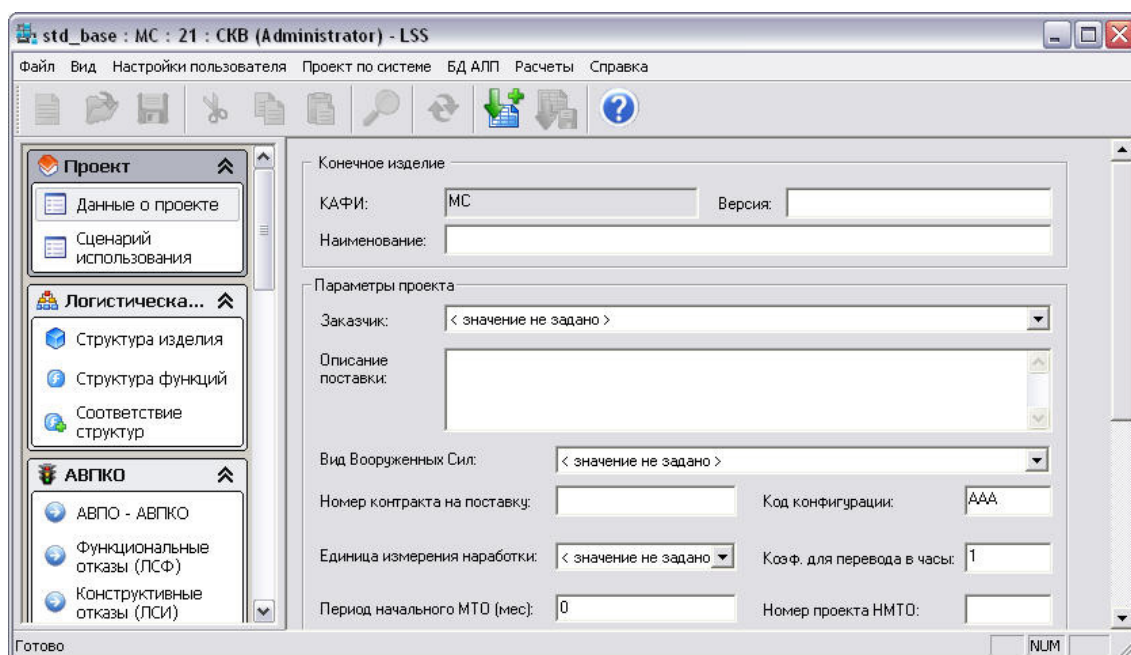 std_base : МС : 21 : СКВ (Administrator) - LSS
Файл Вид Настройки пользователя Проект по системе БД АЛП Расчеты Справка
Проект
Данные о проекте
Сценарий
использования
Логистическа...
Структура изделия
Структура функций
Соответствие
структур
АВПКО
АВПО - АВПКО
Функциональные
отказы (ЛСФ)
Конструктивные
отказы (ЛСИ)
Конечное изделие
КАФИ: МС Версия:
Наименование:
Параметры проекта
Заказчик: < значение не задано >
Описание
поставки:
Вид Вооруженных Сил: < значение не задано >
Номер контракта на поставку: Код конфигурации: AAA
Единица измерения наработки: < значение не задано Коэф. для перевода в часы: 1
Период начального МТО (мес): 0 Номер проекта НМТО:
Готово NUM